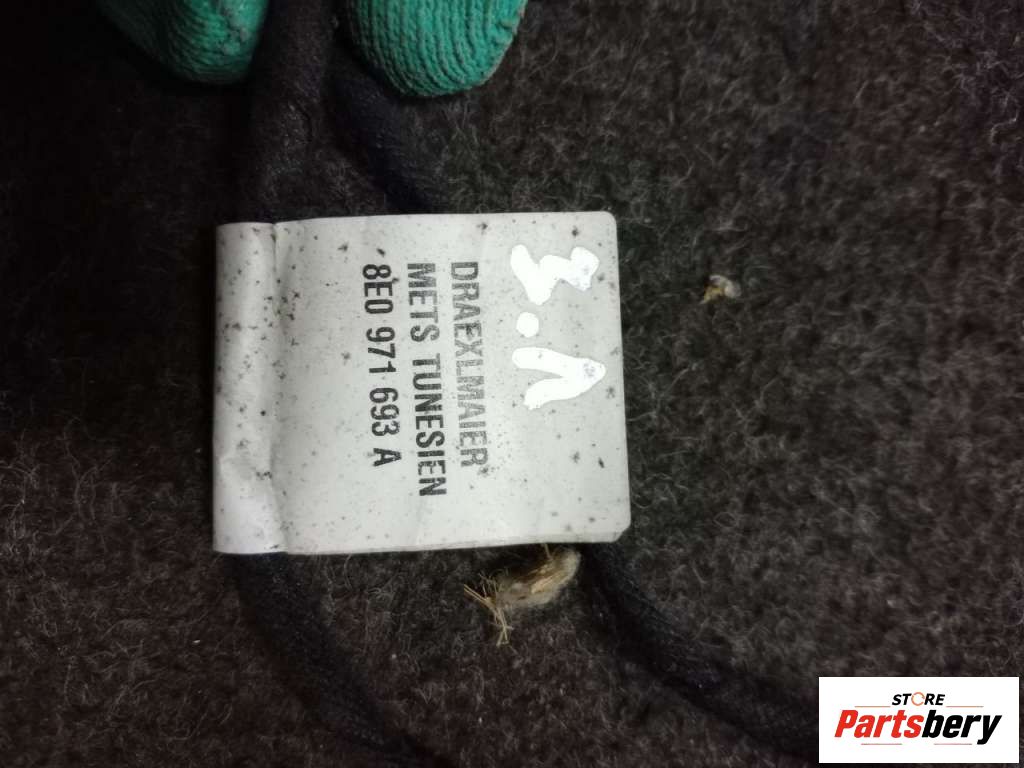 DRAEXLMAIER
METS TUNESIEN
8E0 971 693 A
STORE
Partsbery